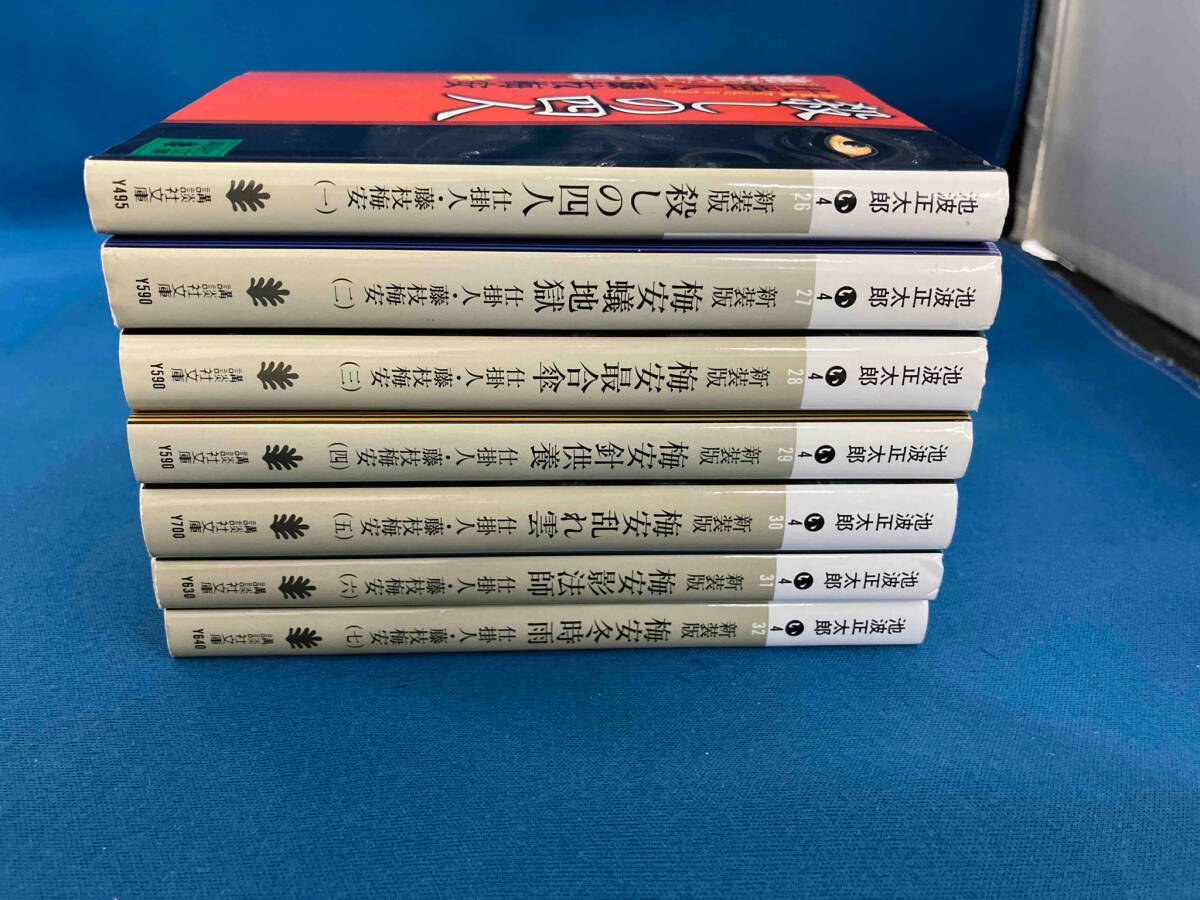 殺しの四人
池波正太郎
い 4
26
新装版
殺しの四人
仕掛人・藤枝梅安(一)
講談社文庫
Y495
池波正太郎
い 4
27
新装版
梅安蟻地獄
仕掛人・藤枝梅安(二)
講談社文庫
Y590
池波正太郎
い 4
28
新装版
梅安最合傘
仕掛人・藤枝梅安(三)
講談社文庫
Y590
池波正太郎
い 4
29
新装版
梅安針供養
仕掛人・藤枝梅安(四)
講談社文庫
Y590
池波正太郎
い 4
30
新装版
梅安乱れ雲
仕掛人・藤枝梅安(五)
講談社文庫
Y700
池波正太郎
い 4
31
新装版
梅安影法師
仕掛人・藤枝梅安(六)
講談社文庫
Y630
池波正太郎
い 4
32
新装版
梅安冬時雨
仕掛人・藤枝梅安(七)
講談社文庫
Y640